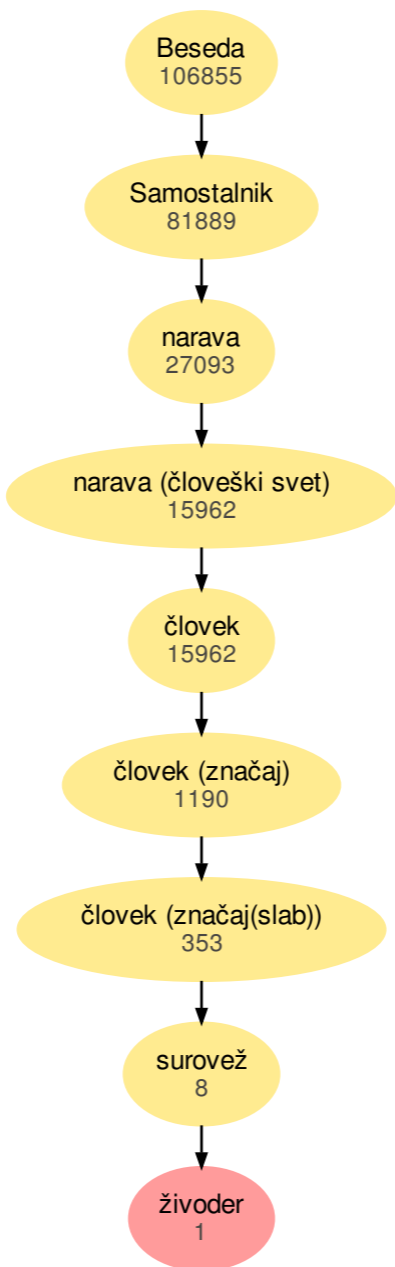 Beseda
106855
Samostalnik
81889
narava
27093
narava (človeški svet)
15962
človek
15962
človek (značaj)
1190
človek (značaj(slab))
353
surovež
8
živoder
1